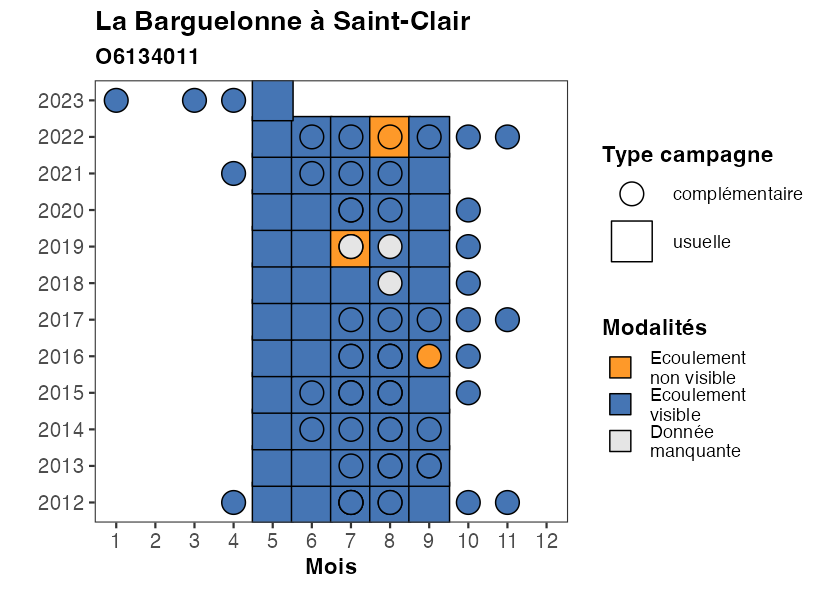 La Barguelonne à Saint-Clair
O6134011
2023
2022
2021
2020
2019
2018
2017
2016
2015
2014
2013
2012
1 2 3 4 5 6 7 8 9 10 11 12
Mois
Type campagne
complémentaire
usuelle
Modalités
Ecoulement
non visible
Ecoulement
visible
Donnée
manquante